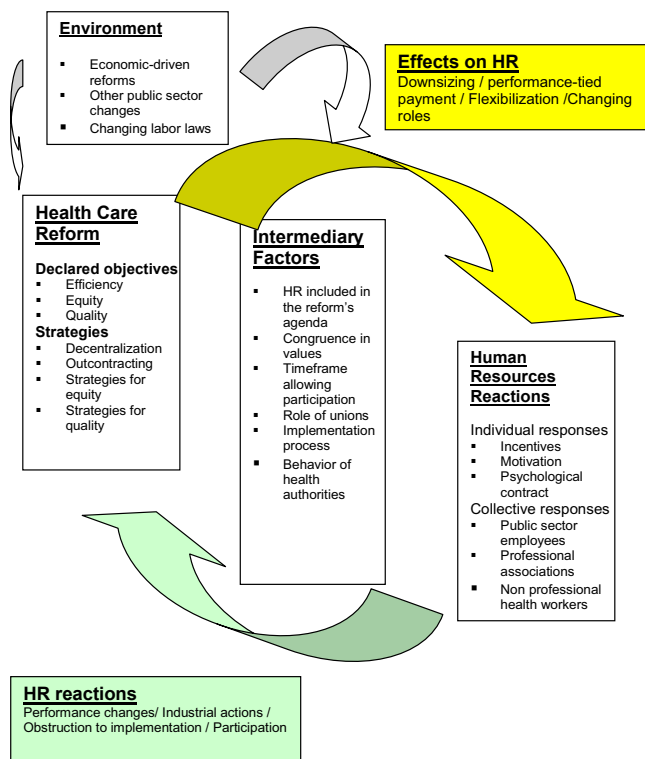 Environment
▪ Economic-driven
reforms
▪ Other public sector
changes
▪ Changing labor laws
Effects on HR
Downsizing / performance-tied
payment / Flexibilization /Changing
roles
Health Care
Reform
Declared objectives
▪ Efficiency
▪ Equity
▪ Quality
Strategies
▪ Decentralization
▪ Outcontracting
▪ Strategies for
equity
▪ Strategies for
quality
Intermediary
Factors
▪ HR included in
the reform's
agenda
▪ Congruence in
values
▪ Timeframe
allowing
participation
▪ Role of unions
▪ Implementation
process
▪ Behavior of
health
authorities
Human
Resources
Reactions
Individual responses
▪ Incentives
▪ Motivation
▪ Psychological
contract
Collective responses
▪ Public sector
employees
▪ Professional
associations
▪ Non professional
health workers
HR reactions
Performance changes/ Industrial actions /
Obstruction to implementation / Participation